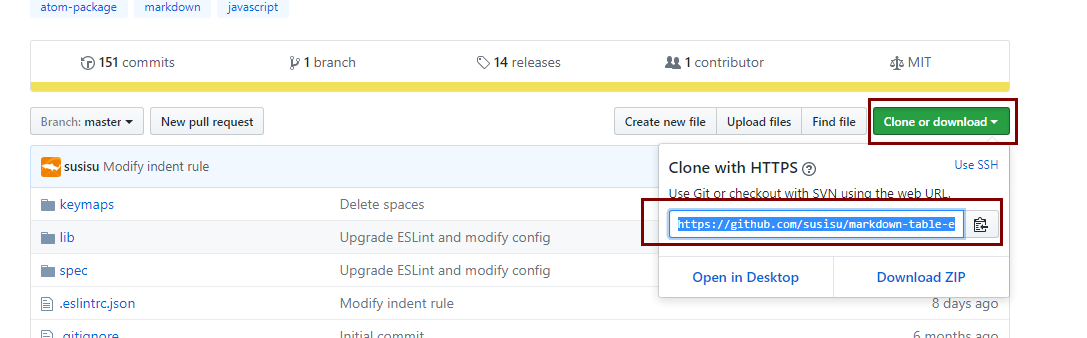 atom-package markdown javascript
151 commits 1 branch 14 releases 1 contributor MIT
Branch: master New pull request Create new file Upload files Find file Clone or download
susisu Modify indent rule
Clone with HTTPS Use SSH
Use Git or checkout with SVN using the web URL.
https://github.com/susisu/markdown-table-e
Open in Desktop Download ZIP
keymaps Delete spaces
lib Upgrade ESLint and modify config
spec Upgrade ESLint and modify config
.eslintrc.json Modify indent rule 8 days ago
.gitignore Initial commit 6 months ago